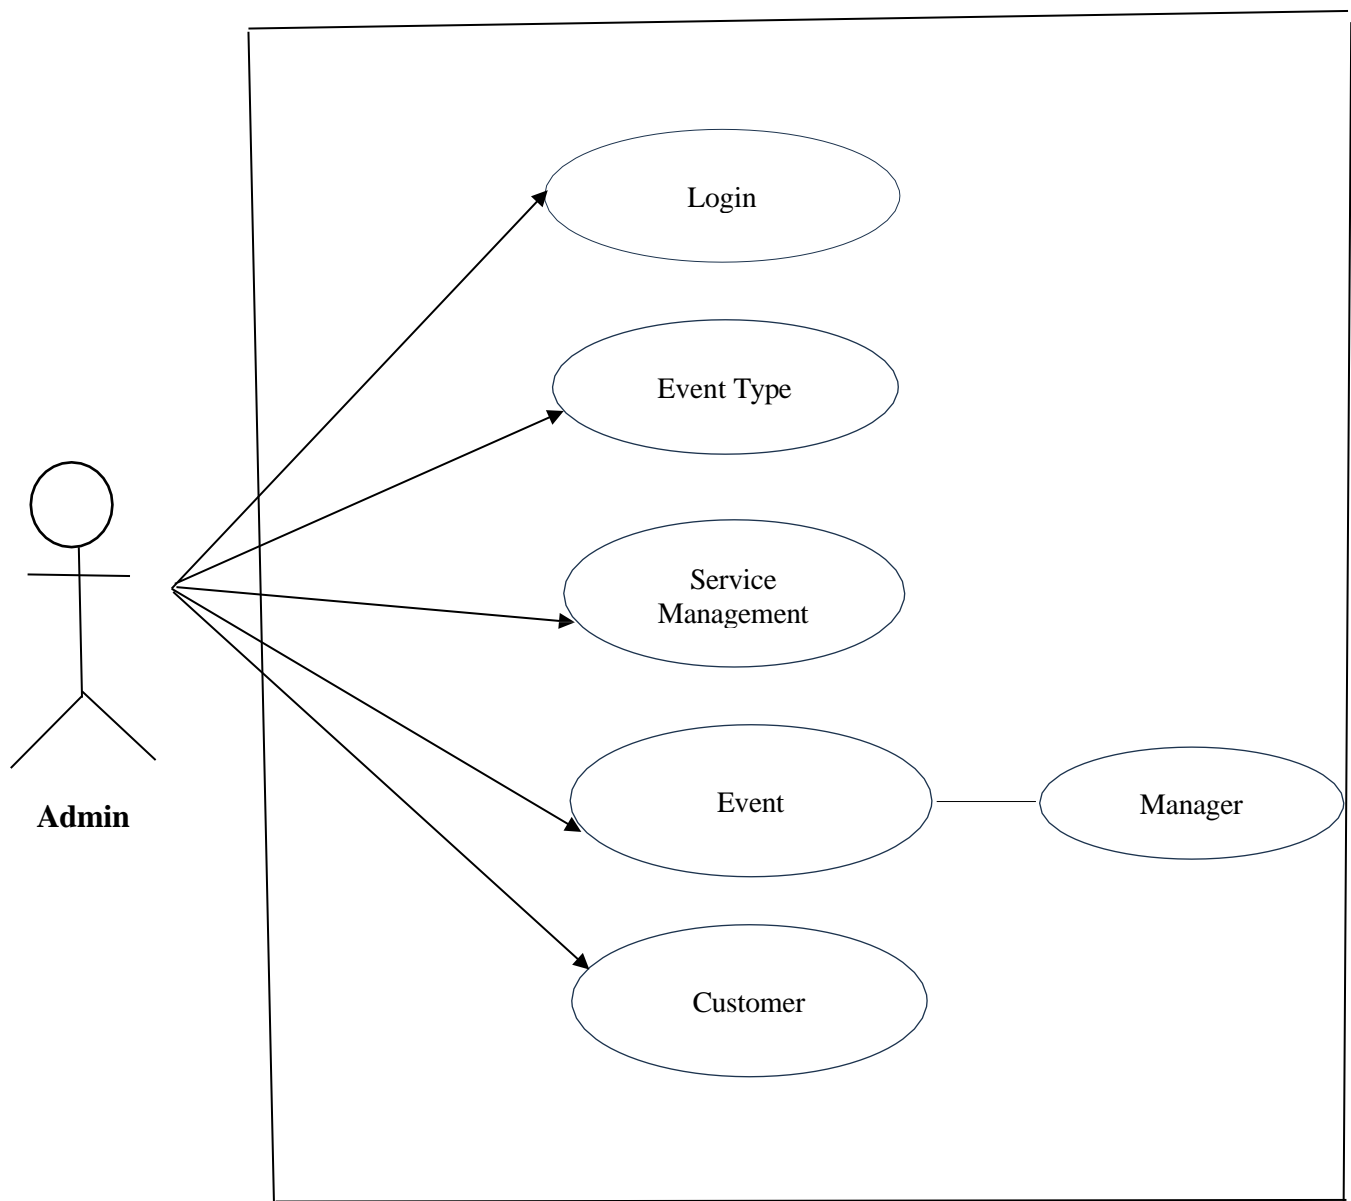 Login
Event Type
Service
Management
Event
Manager
Admin
Customer